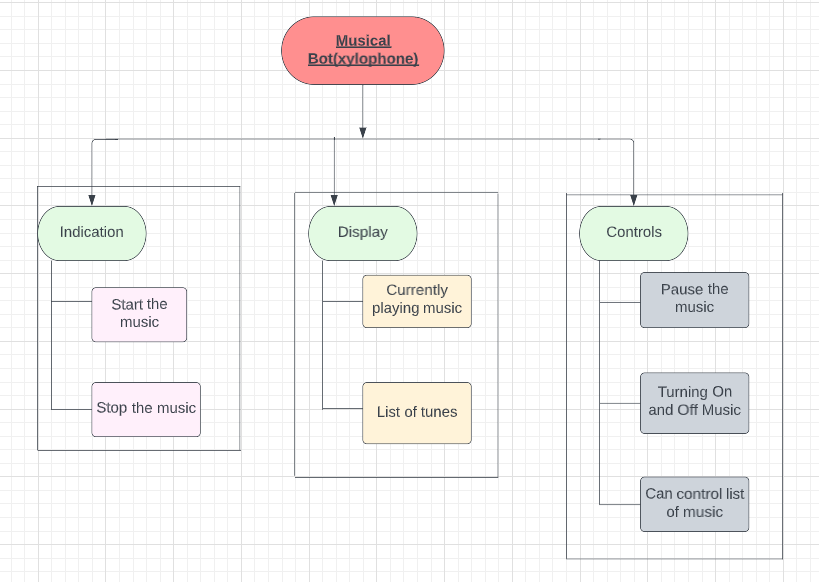 Musical
Bot(xylophone)
Indication
Start the
music
Stop the music
Display
Currently
playing music
List of tunes
Controls
Pause the
music
Turning On
and Off Music
Can control list
of music